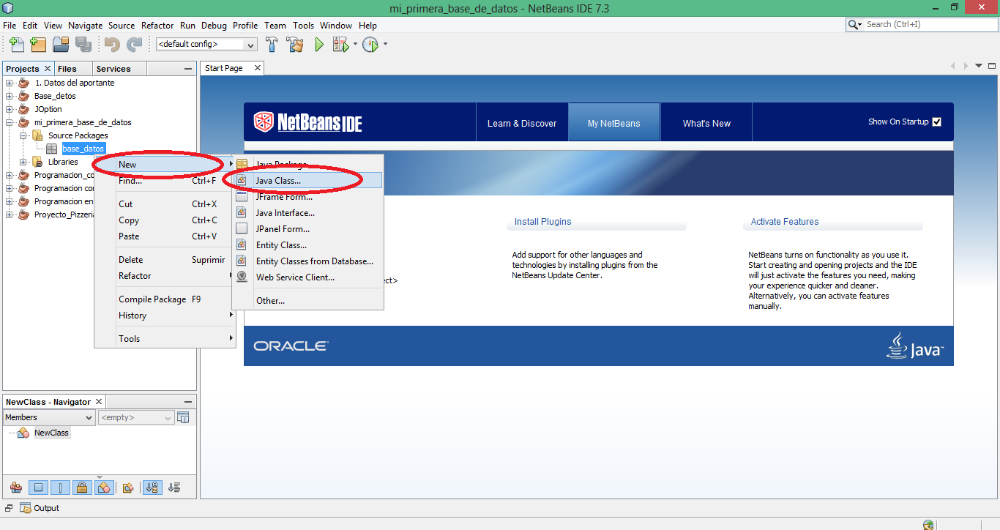 mi_primera_base_de_datos - NetBeans IDE 7.3
File Edit View Navigate Source Refactor Run Debug Profile Team Tools Window Help
Search (Ctrl+I)
<default config>
Projects Files Services
1. Datos del aportante
Base_detos
JOption
mi_primera_base_de_datos
Source Packages
base_datos
Libraries
Programacion_co
Programacion cor
Programacion en
Proyecto_Pizzeria
New
Find... Ctrl+F
Cut Ctrl+X
Copy Ctrl+C
Paste Ctrl+V
Delete Suprimir
Refactor
Compile Package F9
History
Tools
Java Package...
Java Class...
JFrame Form...
Java Interface...
JPanel Form...
Entity Class...
Entity Classes from Database...
Web Service Client...
Other...
Start Page
NetBeans IDE
Learn & Discover
My NetBeans
What's New
Show On Startup
Install Plugins
Add support for other languages and
technologies by installing plugins from the
NetBeans Update Center.
Activate Features
NetBeans turns on functionality as you use it.
Start creating and opening projects and the IDE
will just activate the features you need, making
your experience quicker and cleaner.
Alternatively, you can activate features
manually.
ect>
ORACLE
Java
NewClass - Navigator
Members
<empty>
NewClass
Output